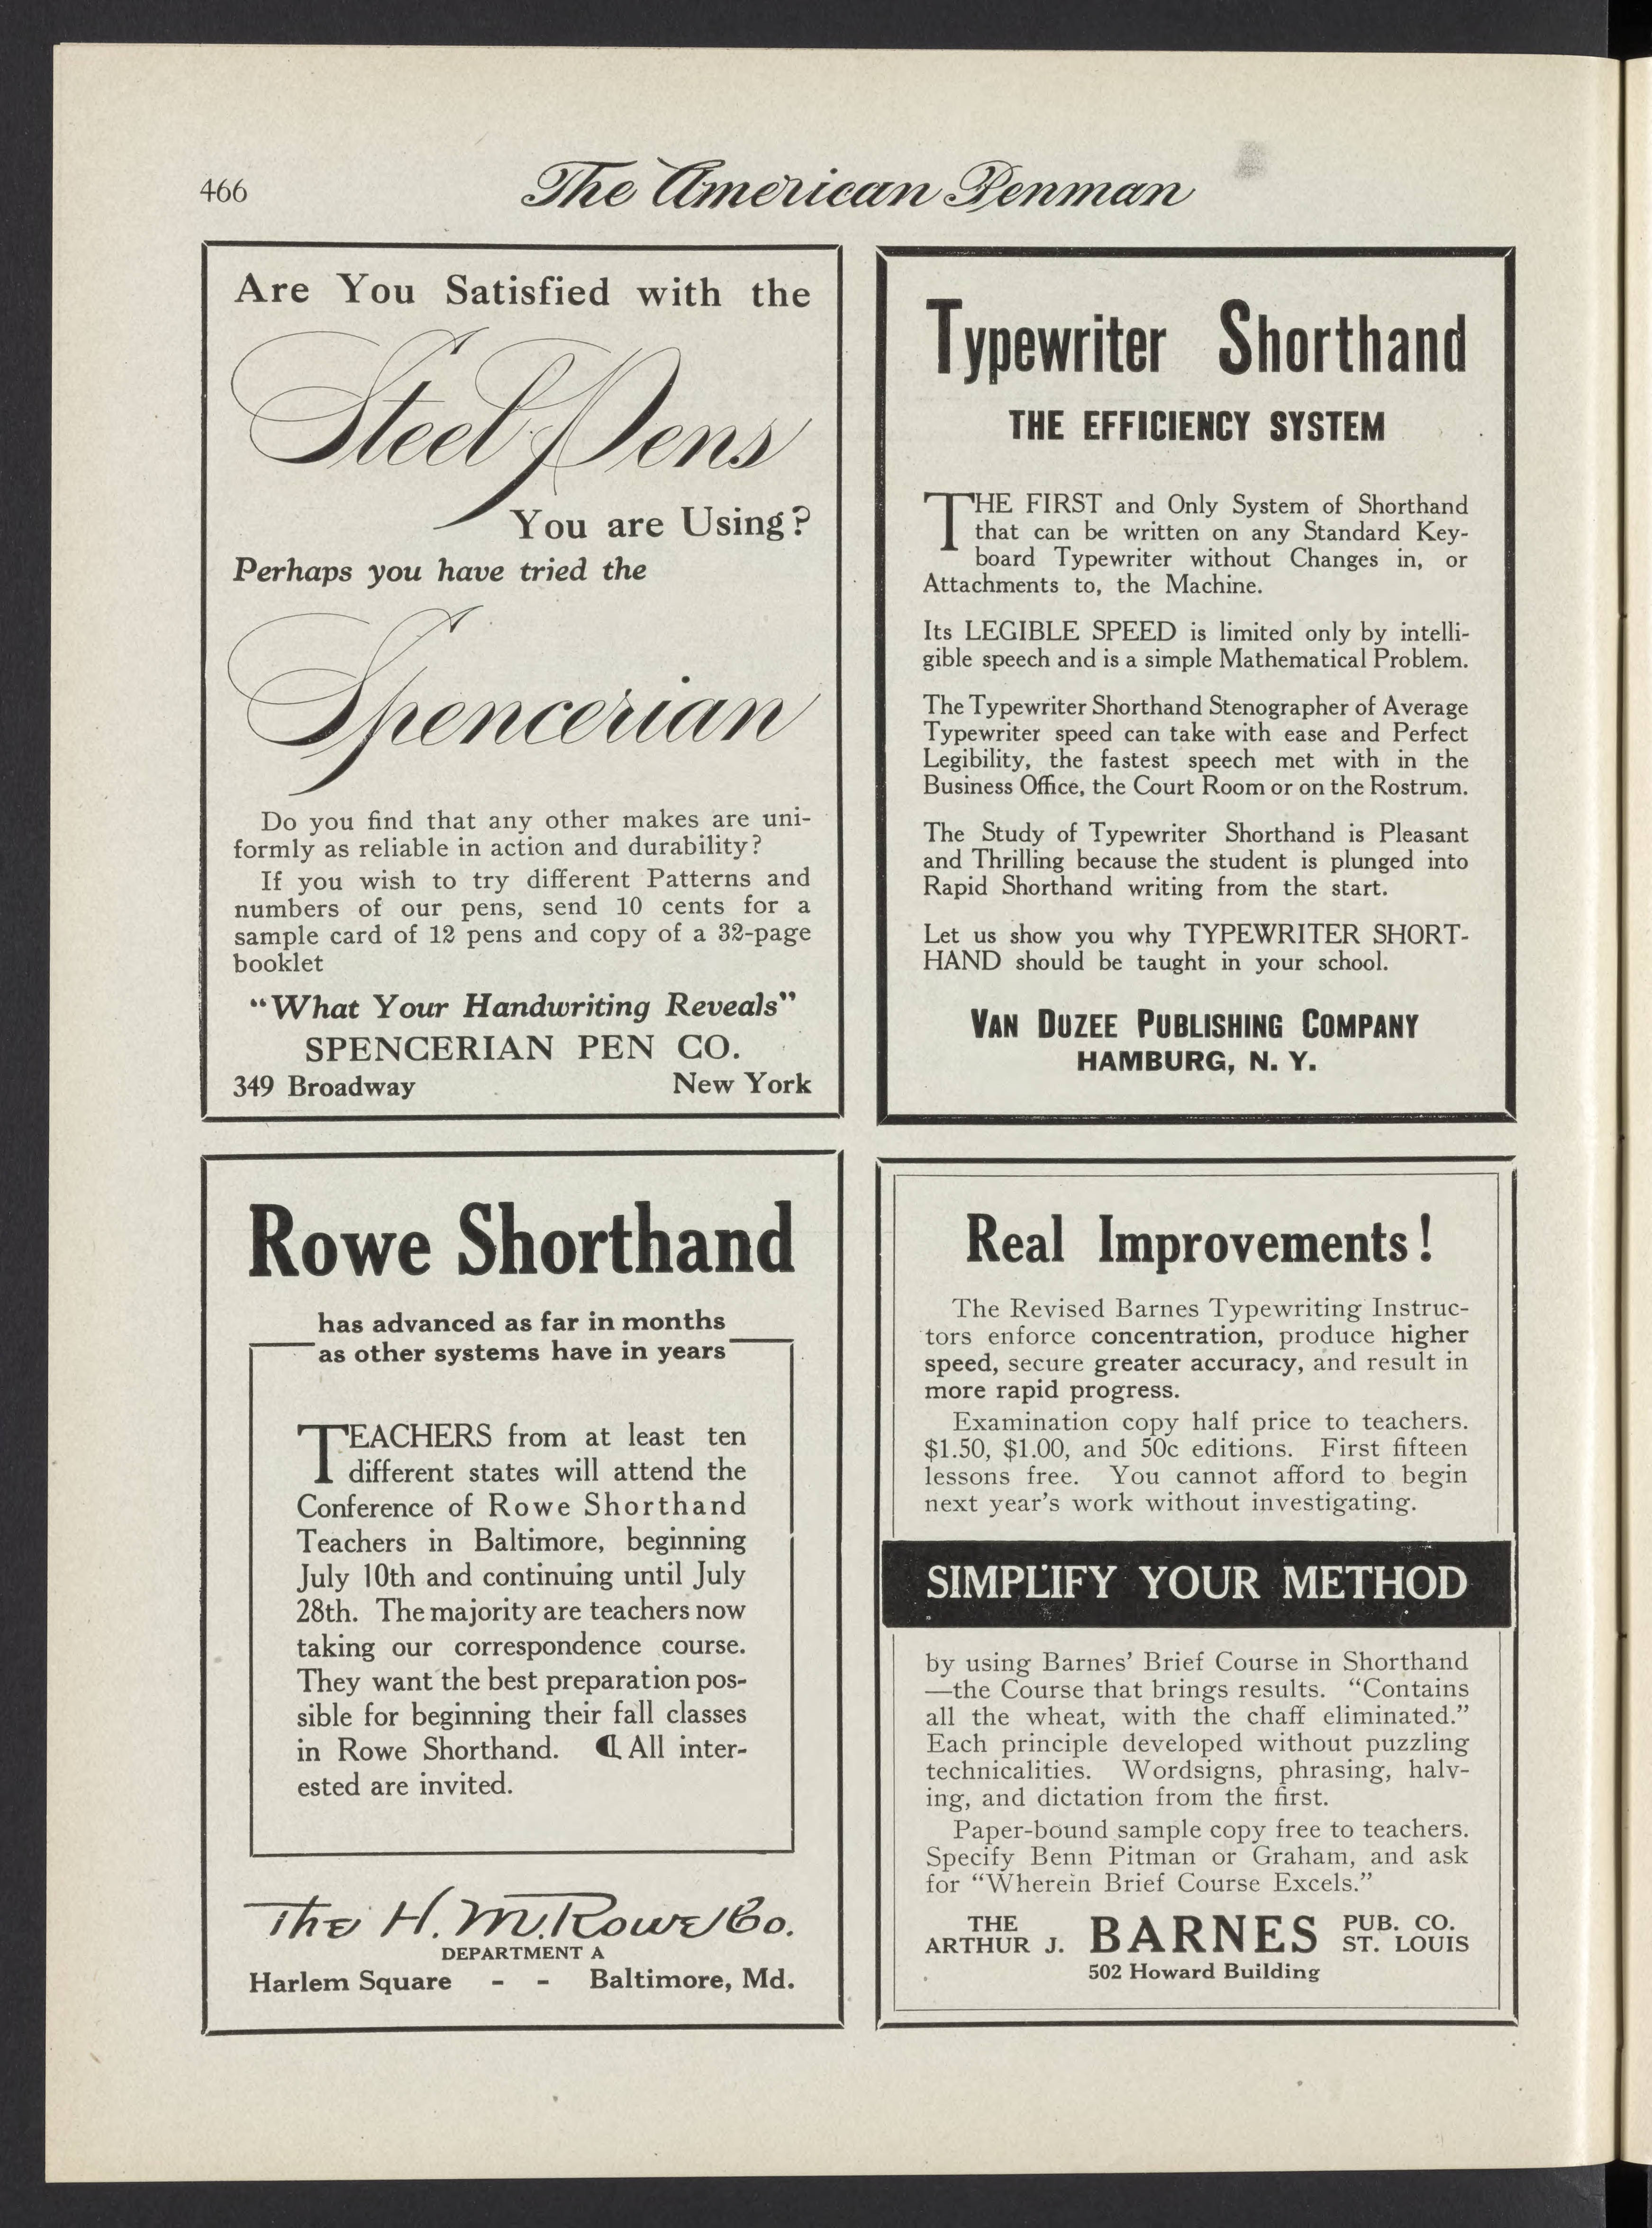 466
The American Penman
Are You Satisfied with the
Steel Pens
You are Using?
Perhaps you have tried the
Spencerian
Do you find that any other makes are uni-
formly as reliable in action and durability?
If you wish to try different Patterns and
numbers of our pens, send 10 cents for a
sample card of 12 pens and copy of a 32-page
booklet
"What Your Handwriting Reveals"
SPENCERIAN PEN CO.
349 Broadway New York
Typewriter Shorthand
THE EFFICIENCY SYSTEM
THE FIRST and Only System of Shorthand
that can be written on any Standard Key-
board Typewriter without Changes in, or
Attachments to, the Machine.
Its LEGIBLE SPEED is limited only by intelli-
gible speech and is a simple Mathematical Problem.
The Typewriter Shorthand Stenographer of Average
Typewriter speed can take with ease and Perfect
Legibility, the fastest speech met with in the
Business Office, the Court Room or on the Rostrum.
The Study of Typewriter Shorthand is Pleasant
and Thrilling because the student is plunged into
Rapid Shorthand writing from the start.
Let us show you why TYPEWRITER SHORT-
HAND should be taught in your school.
VAN DUZEE PUBLISHING COMPANY
HAMBURG, N. Y.
Rowe Shorthand
has advanced as far in months
as other systems have in years
TEACHERS from at least ten
different states will attend the
Conference of Rowe Shorthand
Teachers in Baltimore, beginning
July 10th and continuing until July
28th. The majority are teachers now
taking our correspondence course.
They want the best preparation pos-
sible for beginning their fall classes
in Rowe Shorthand. ¶ All inter-
ested are invited.
The H. M. Rowe Co.
DEPARTMENT A
Harlem Square - - Baltimore, Md.
Real Improvements!
The Revised Barnes Typewriting Instruc-
tors enforce concentration, produce higher
speed, secure greater accuracy, and result in
more rapid progress.
Examination copy half price to teachers.
$1.50, $1.00, and 50c editions. First fifteen
lessons free. You cannot afford to begin
next year's work without investigating.
SIMPLIFY YOUR METHOD
by using Barnes' Brief Course in Shorthand
—the Course that brings results. "Contains
all the wheat, with the chaff eliminated."
Each principle developed without puzzling
technicalities. Wordsigns, phrasing, halv-
ing, and dictation from the first.
Paper-bound sample copy free to teachers.
Specify Benn Pitman or Graham, and ask
for "Wherein Brief Course Excels."
THE ARTHUR J. BARNES PUB. CO. ST. LOUIS
502 Howard Building